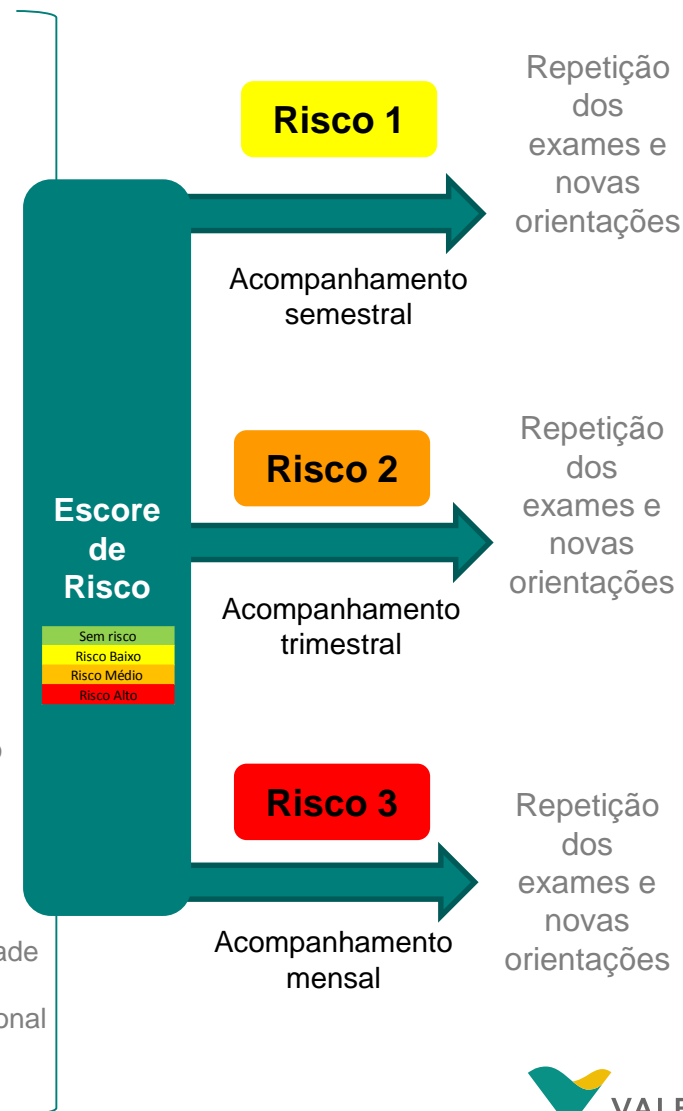 Risco 1
Repetição
dos
exames e
novas
orientações
Acompanhamento
semestral
Escore
de
Risco
Sem risco
Risco Baixo
Risco Médio
Risco Alto
Risco 2
Repetição
dos
exames e
novas
orientações
Acompanhamento
trimestral
Risco 3
Repetição
dos
exames e
novas
orientações
Acompanhamento
mensal
VALE